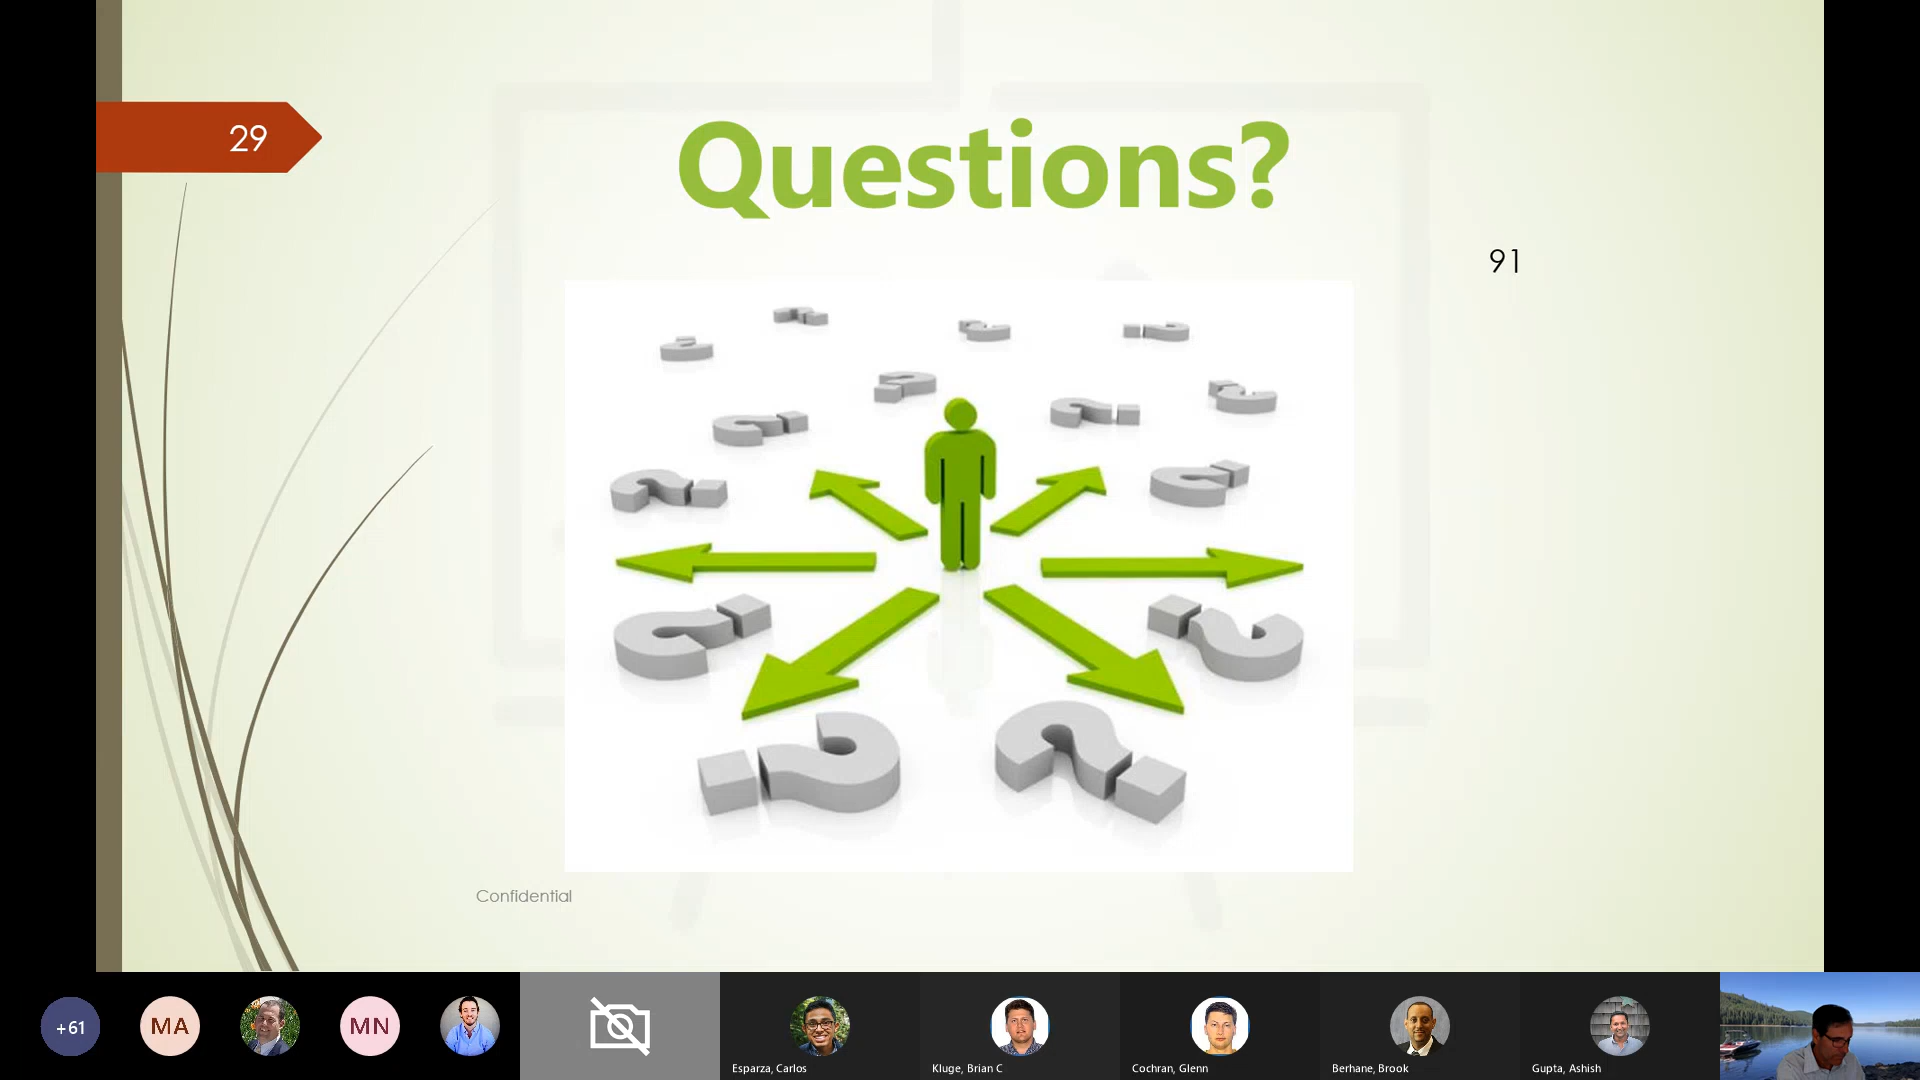 29
Questions?
91
Confidential
+61
MA
MN
Esparza, Carlos
Kluge, Brian C
Cochran, Glenn
Berhane, Brook
Gupta, Ashish